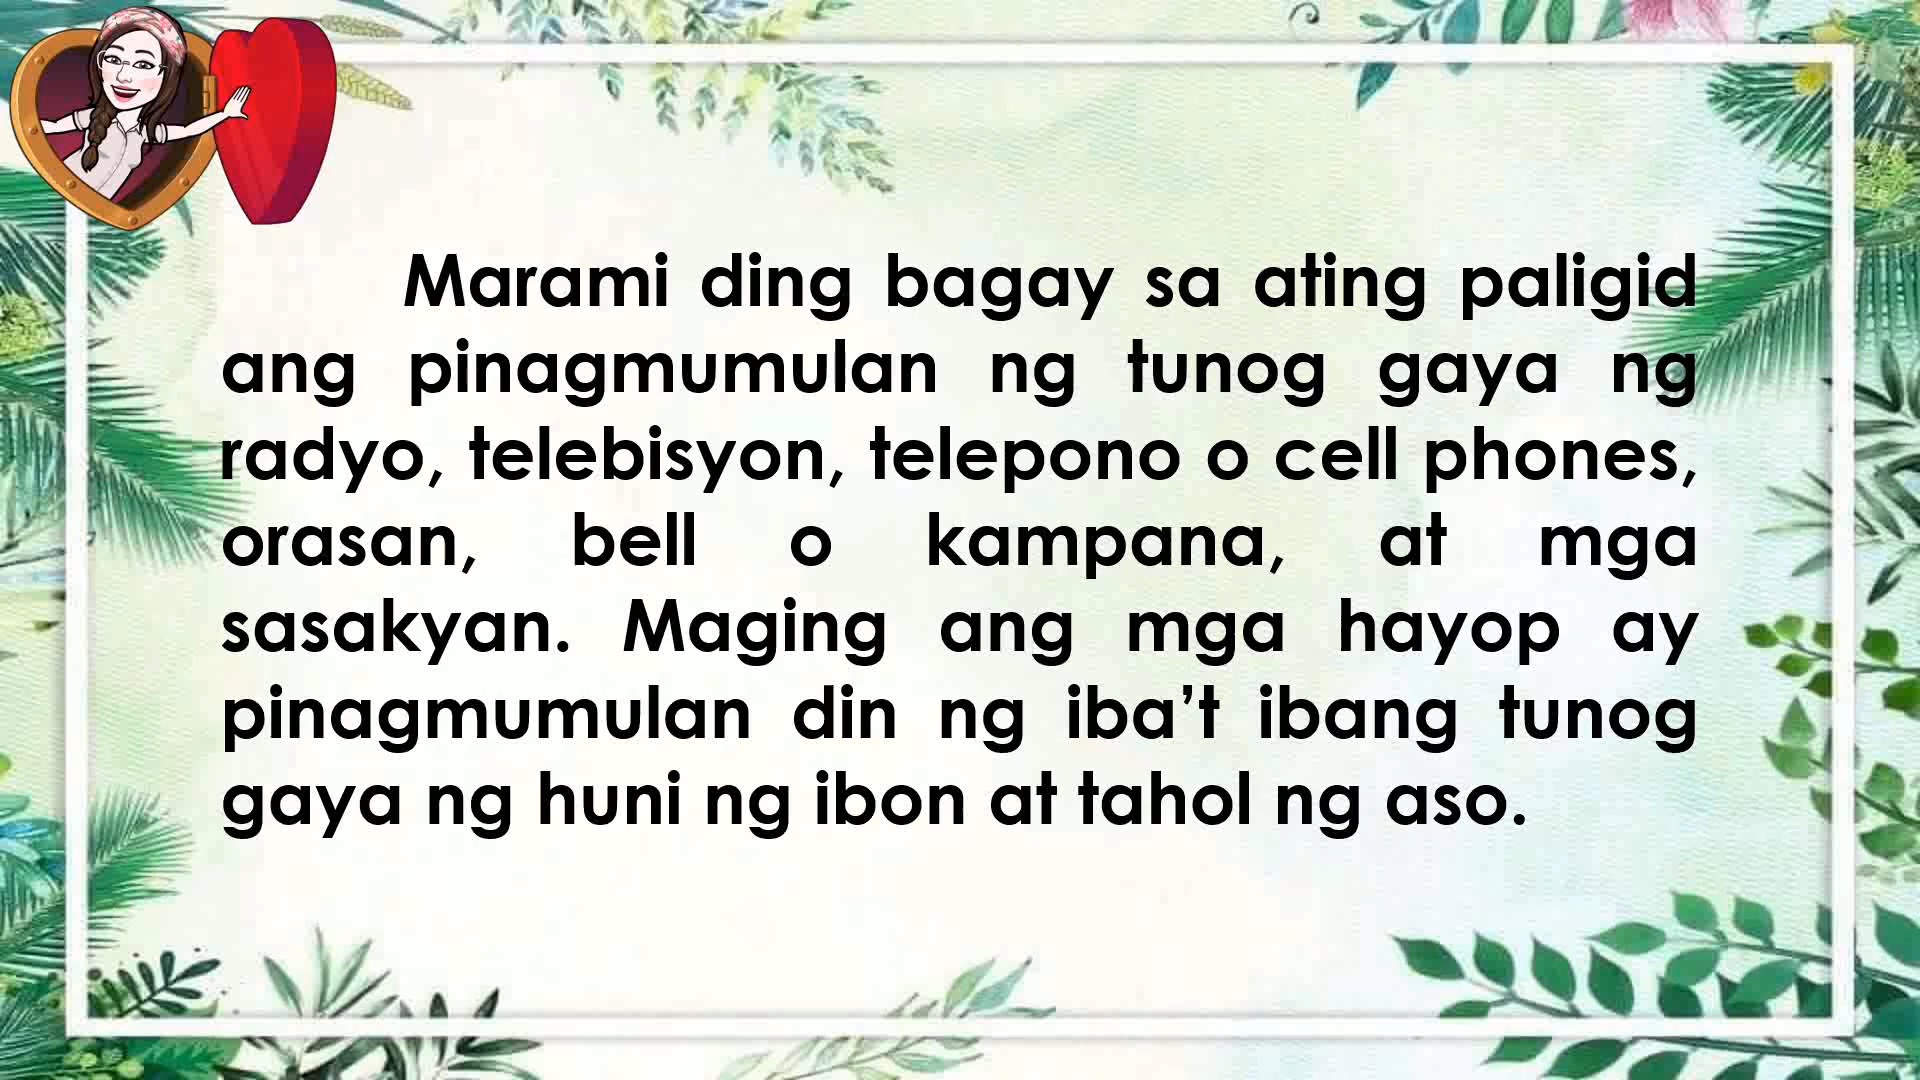 Marami ding bagay sa ating paligid
ang pinagmumulan ng tunog gaya ng
radyo, telebisyon, telepono o cell phones,
orasan, bell o kampana, at mga
sasakyan. Maging ang mga hayop ay
pinagmumulan din ng iba’t ibang tunog
gaya ng huni ng ibon at tahol ng aso.